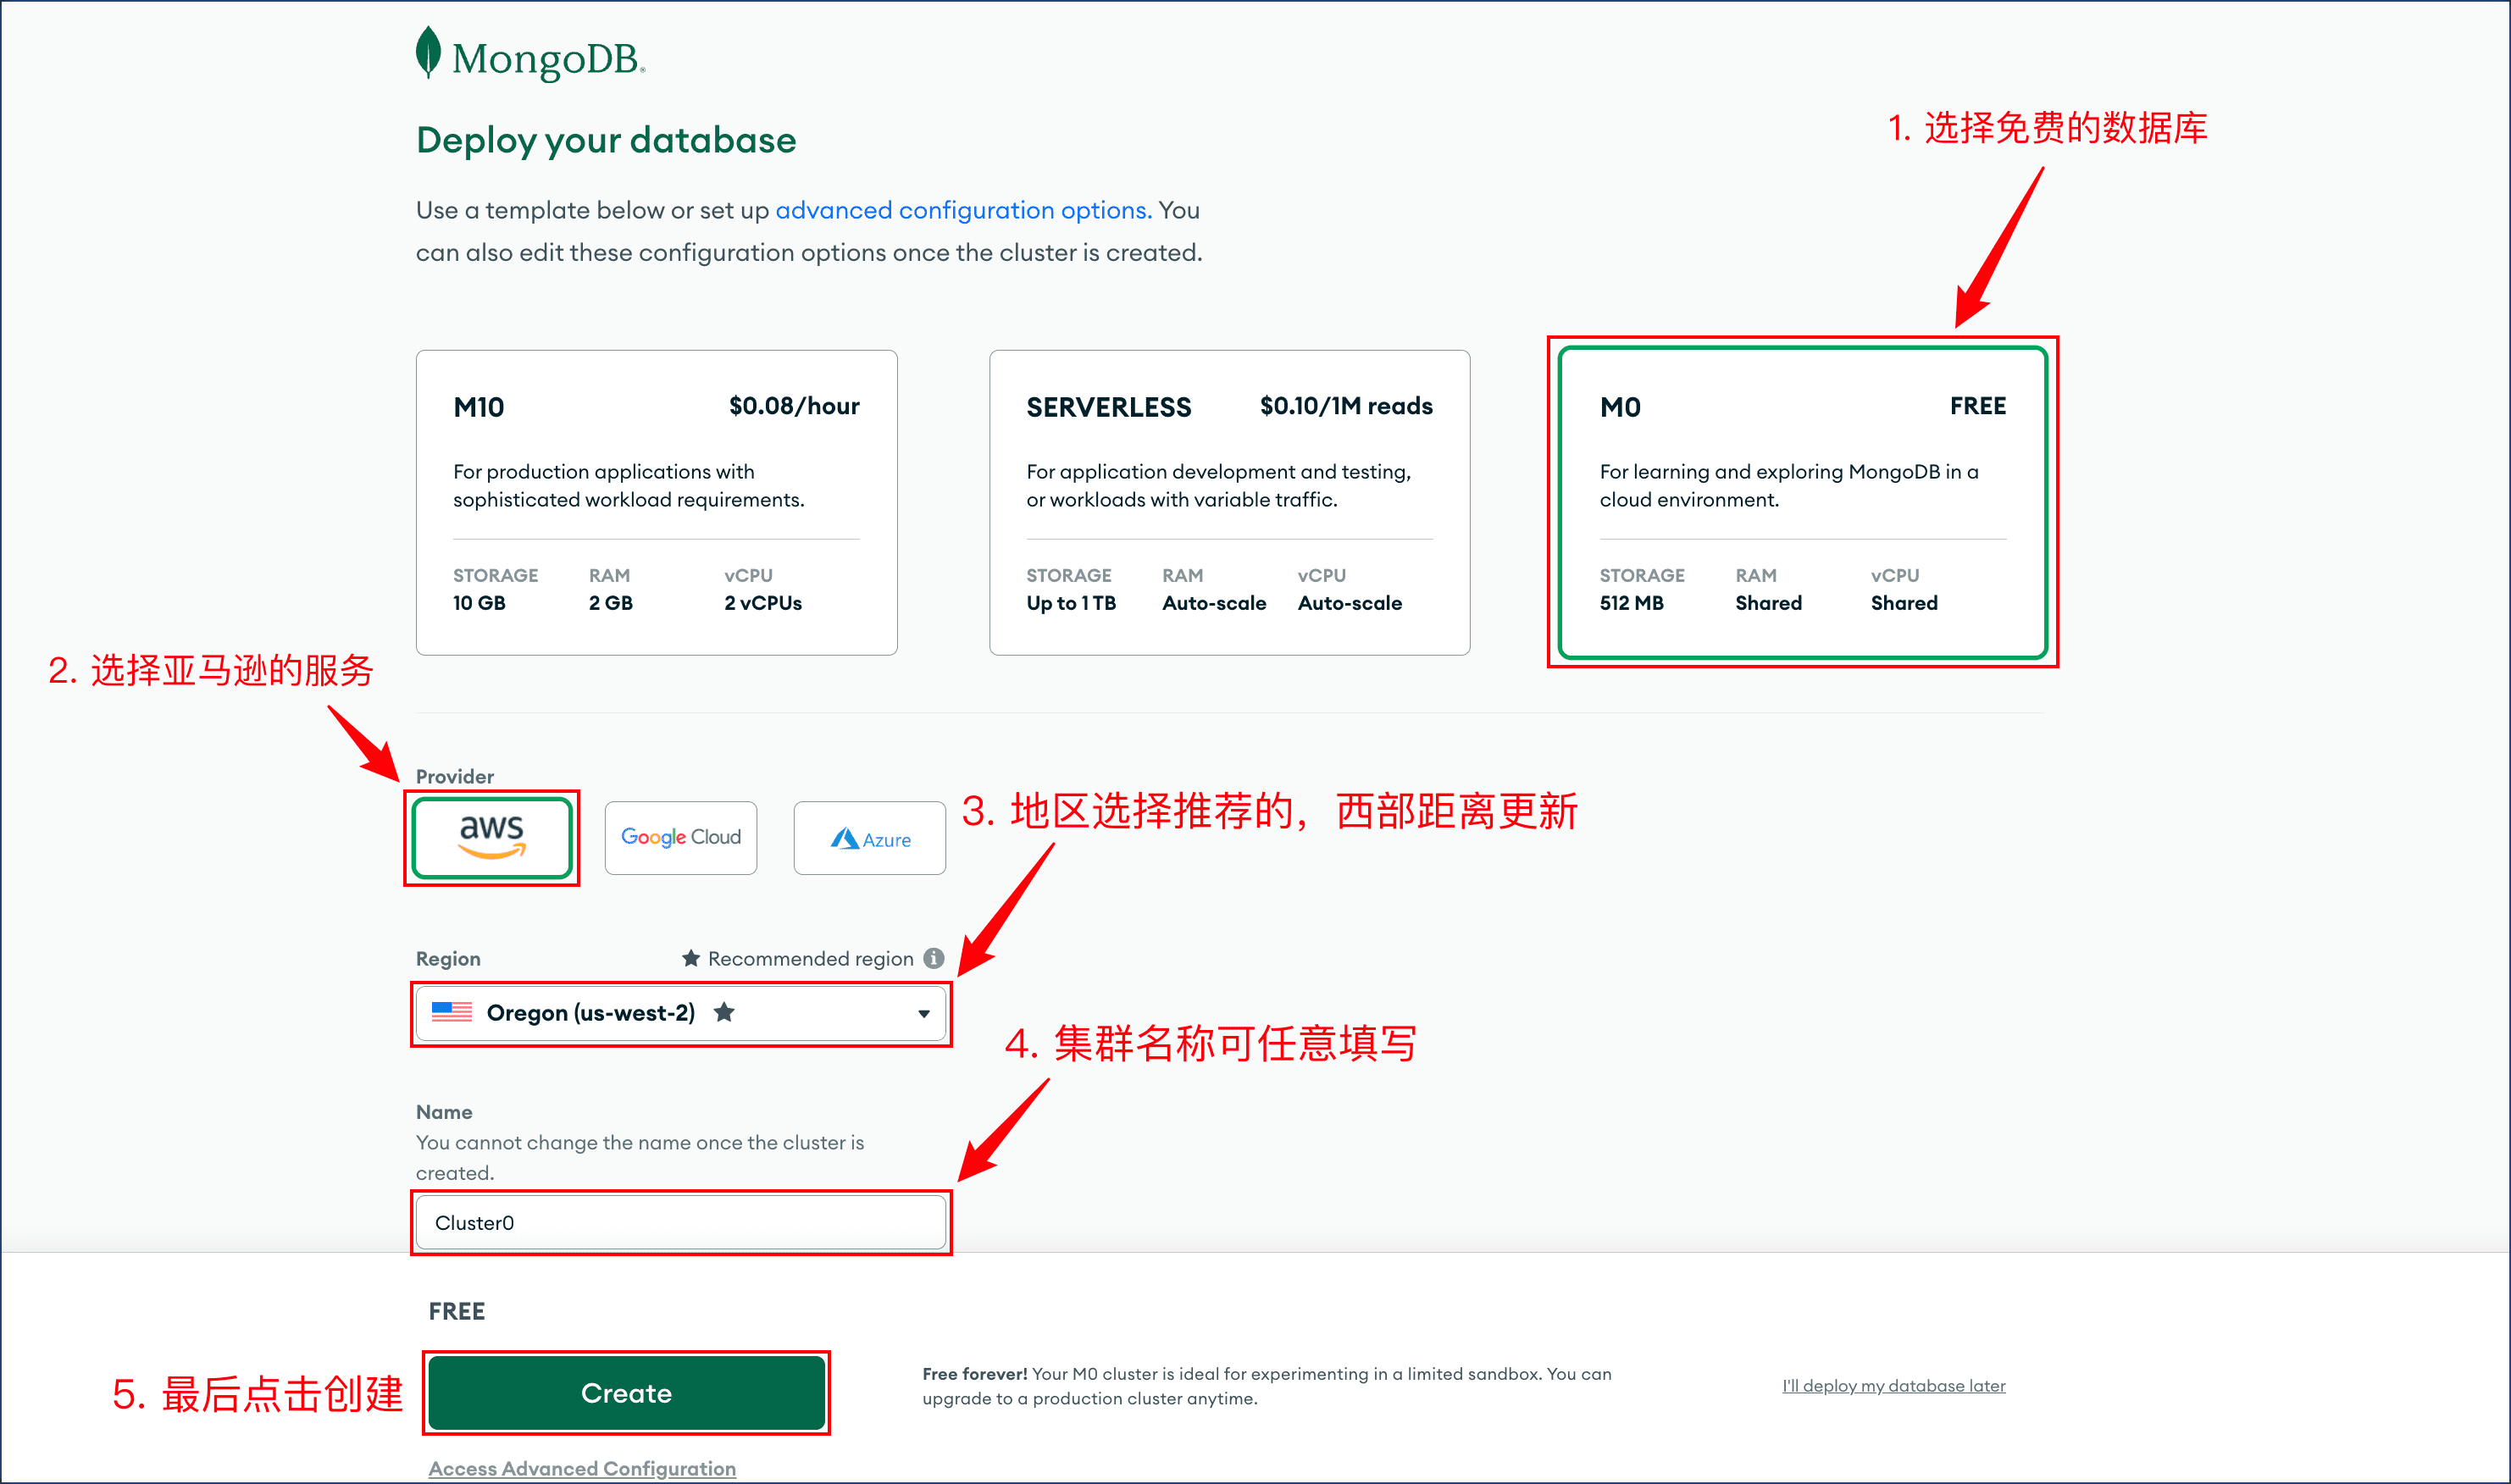 MongoDB®
Deploy your database
1. 选择免费的数据库
Use a template below or set up advanced configuration options. You
can also edit these configuration options once the cluster is created.
M10 $0.08/hour
For production applications with
sophisticated workload requirements.
STORAGE RAM vCPU
10 GB 2 GB 2 vCPUs
SERVERLESS $0.10/1M reads
For application development and testing,
or workloads with variable traffic.
STORAGE RAM vCPU
Up to 1 TB Auto-scale Auto-scale
M0 FREE
For learning and exploring MongoDB in a
cloud environment.
STORAGE RAM vCPU
512 MB Shared Shared
2. 选择亚马逊的服务
Provider
aws Google Cloud Azure
3. 地区选择推荐的，西部距离更新
Region ★ Recommended region
Oregon (us-west-2) ★
4. 集群名称可任意填写
Name
You cannot change the name once the cluster is
created.
Cluster0
FREE
5. 最后点击创建
Create
Free forever! Your M0 cluster is ideal for experimenting in a limited sandbox. You can
upgrade to a production cluster anytime.
I'll deploy my database later
Access Advanced Configuration